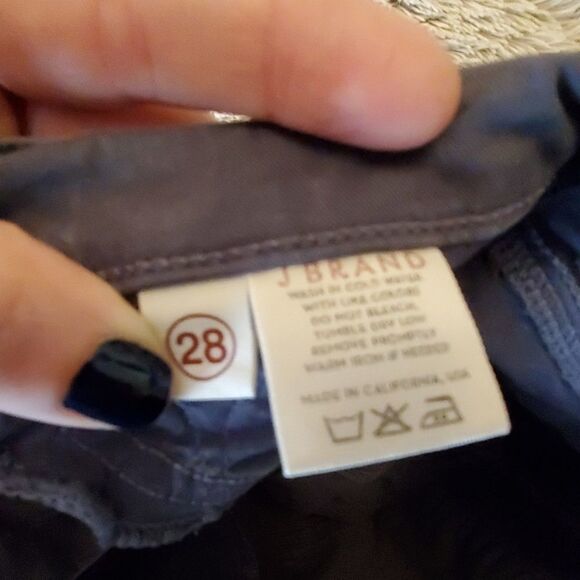 28
J BRAND
WASH IN COLD WATER
WITH LIKE COLORS
DO NOT BLEACH.
TUMBLE DRY LOW
REMOVE PROMPTLY
WARM IRON IF NEEDED
MADE IN CALIFORNIA, USA